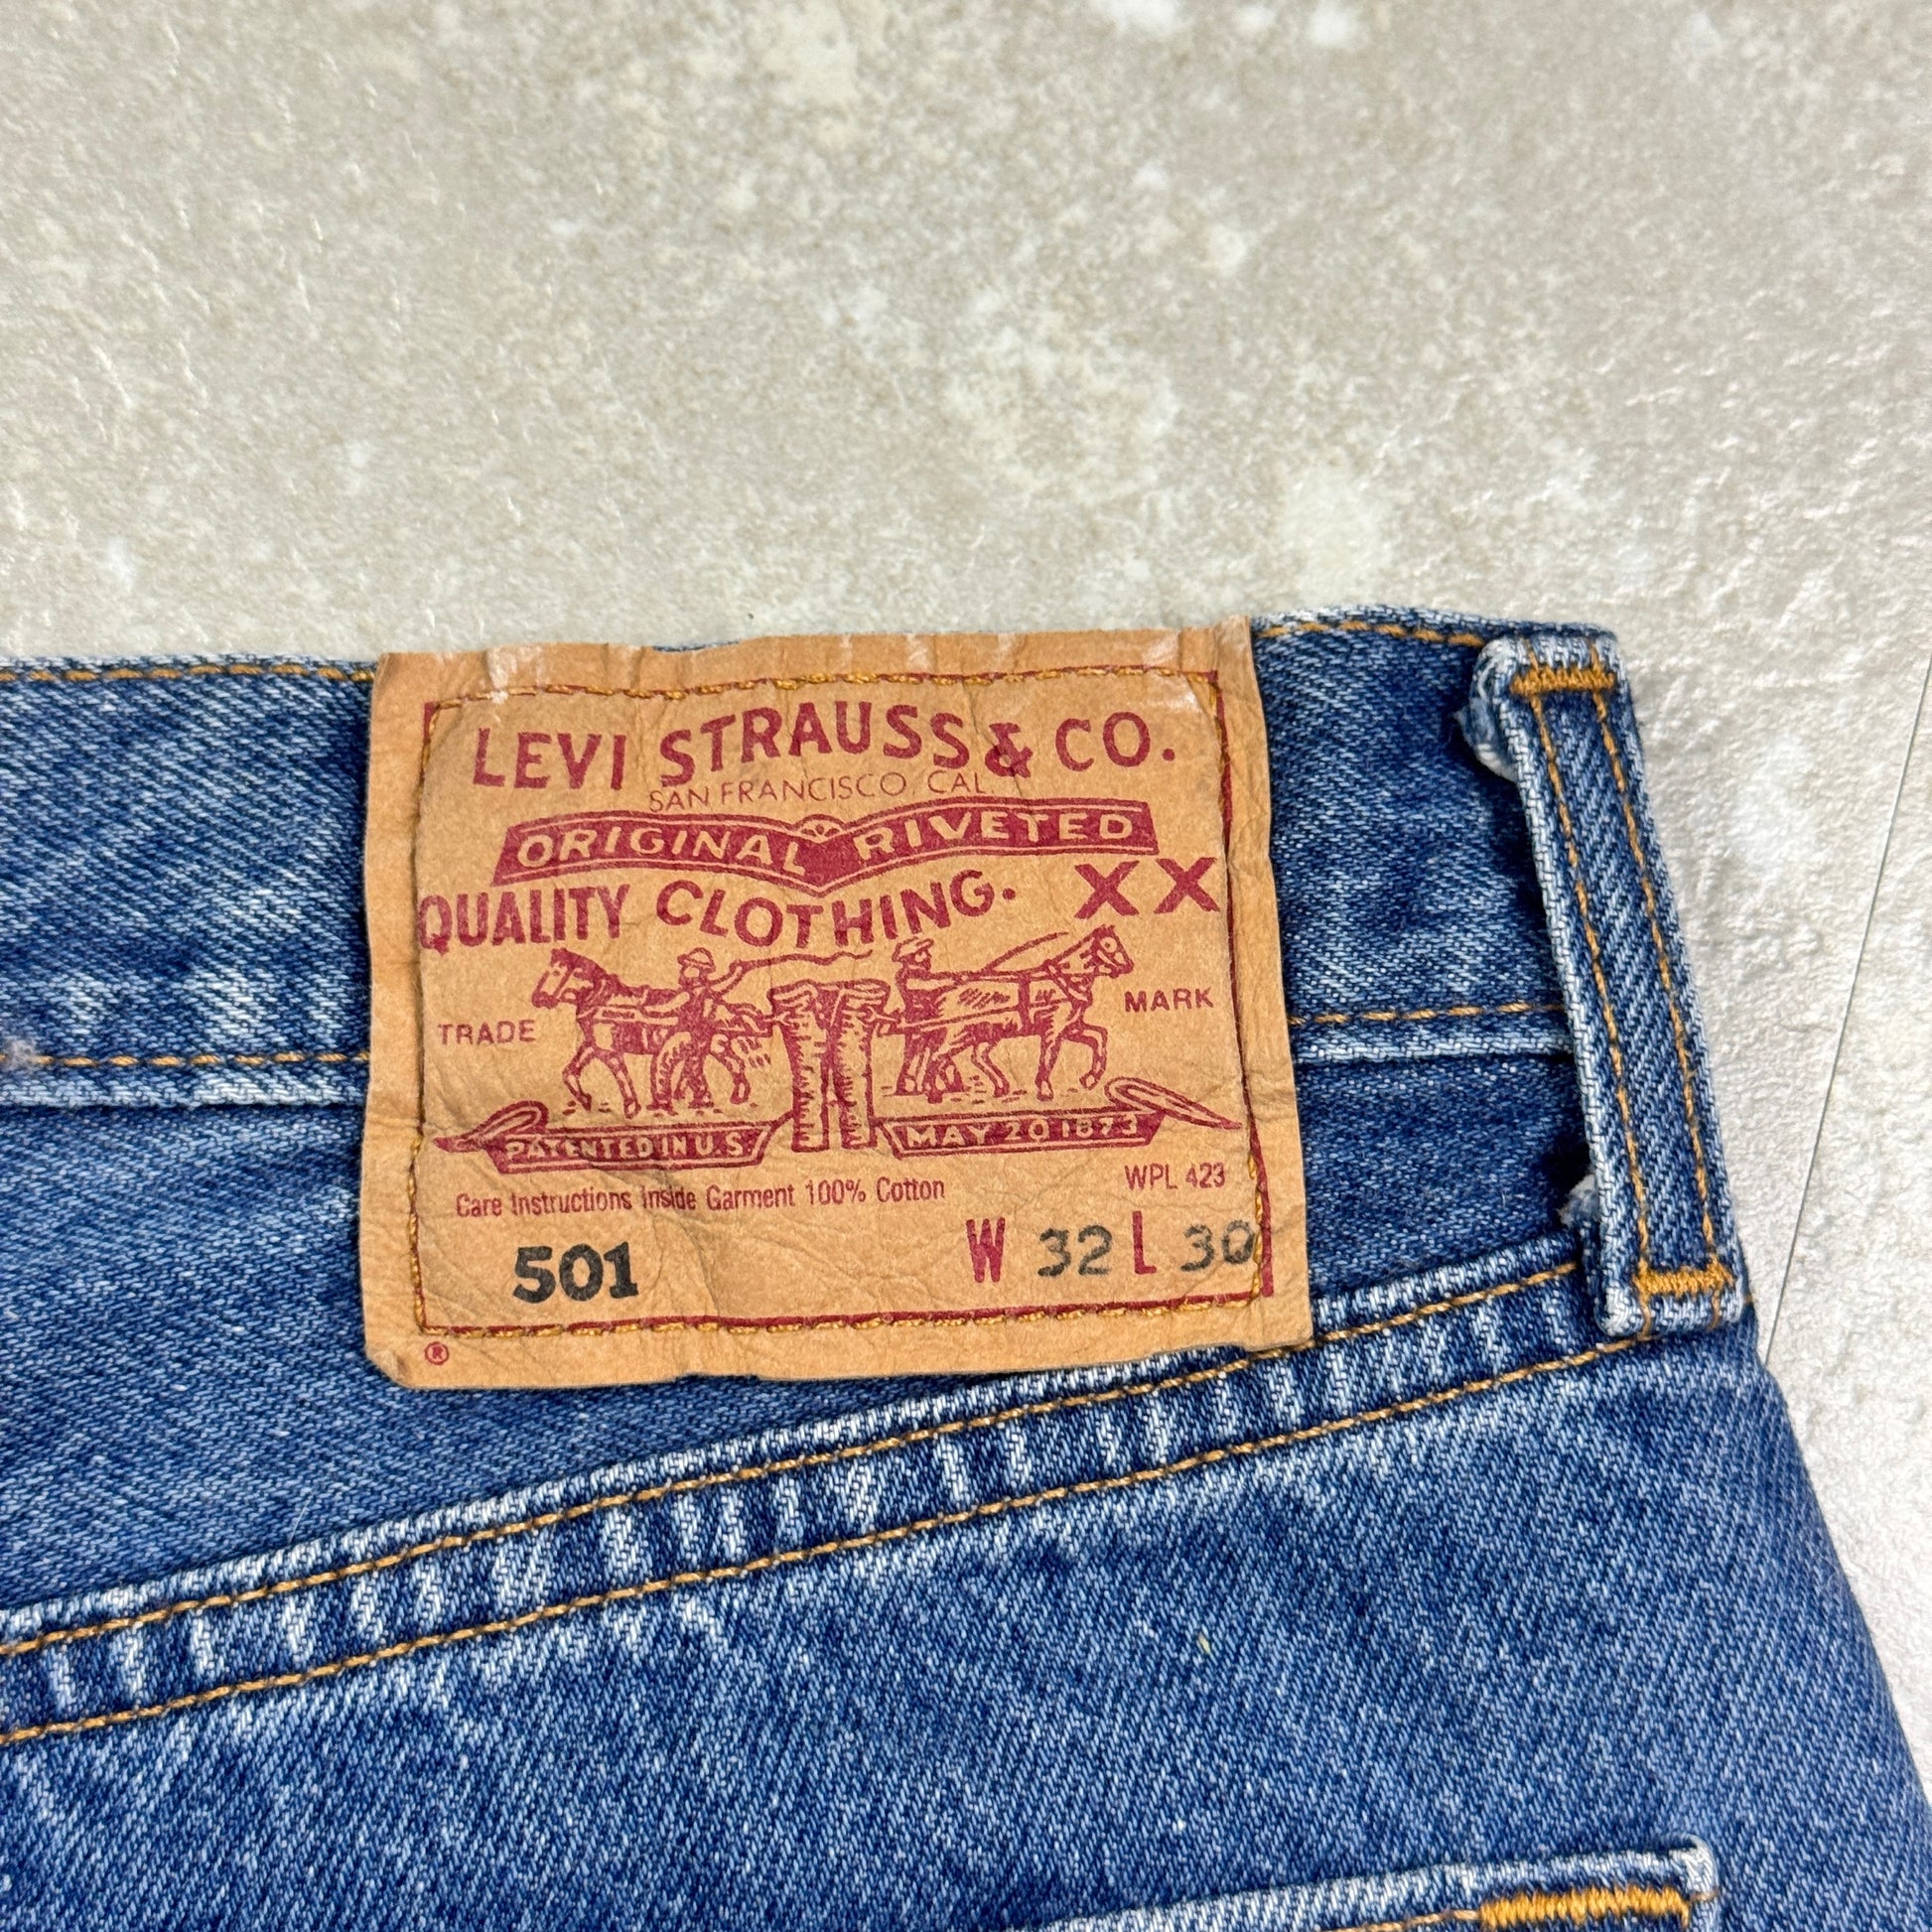 LEVI STRAUSS & CO.
SAN FRANCISCO, CAL.
ORIGINAL RIVETED
QUALITY CLOTHING. XX
TRADE MARK
PATENTED IN U.S. MAY 20 1873
WPL 423
Care Instructions Inside Garment 100% Cotton
501 W 32 L 30
®